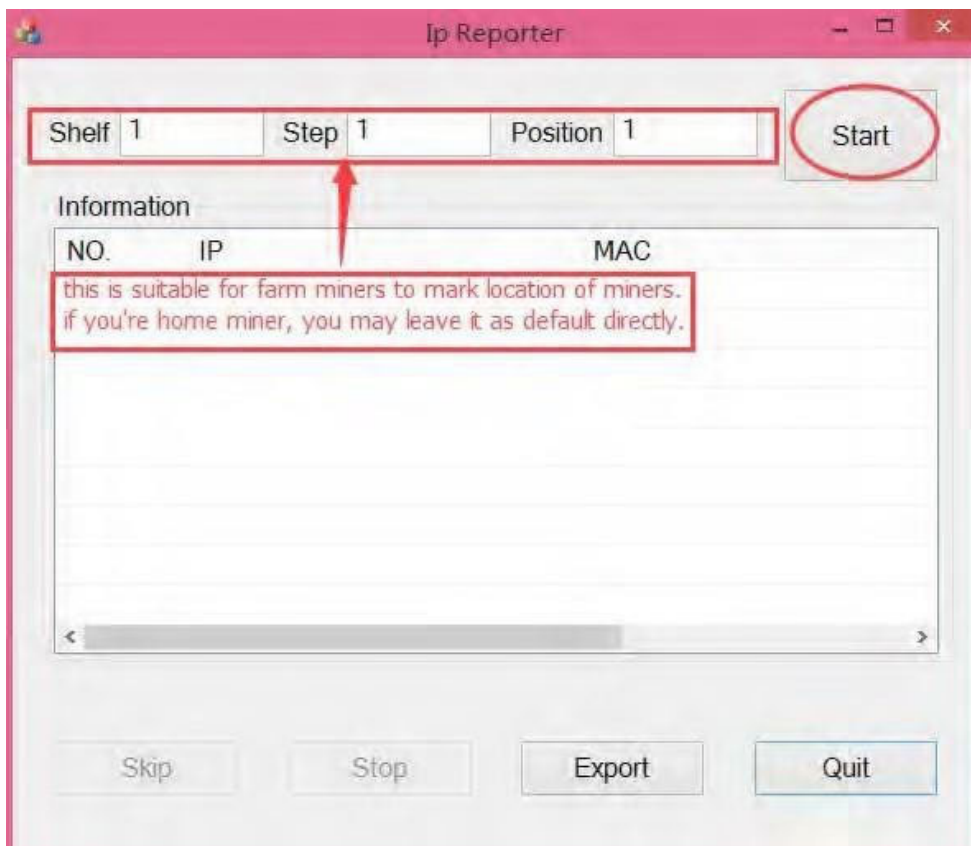 Ip Reporter
Shelf 1 Step 1 Position 1 Start
Information
NO. IP MAC
this is suitable for farm miners to mark location of miners.
if you're home miner, you may leave it as default directly.
Skip Stop Export Quit